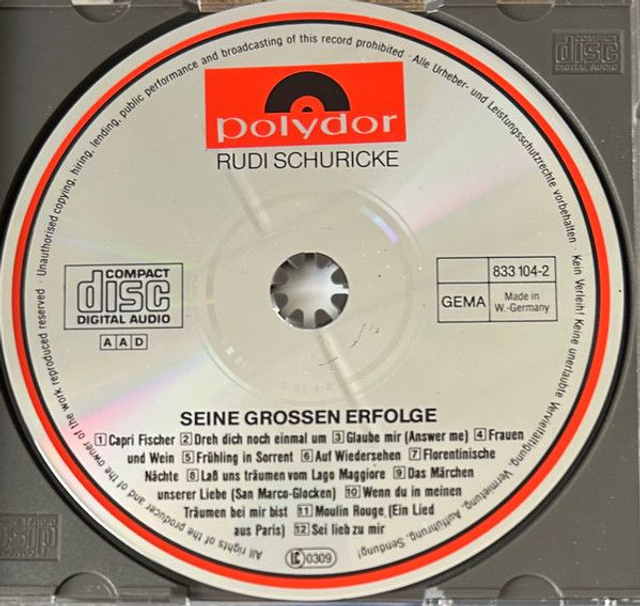 Unauthorised copying, hiring, lending, public performance and broadcasting of this record prohibited · Alle Urheber- und Leistungsschutzrechte vorbehalten · Kein Verleih! Keine unerlaubte Vervielfältigung, Vermietung, Aufführung, Sendung!
All rights of the producer and of the owner of the work reproduced reserved ·
polydor
RUDI SCHURICKE
COMPACT
disc
DIGITAL AUDIO
AAD
833 104-2
GEMA
Made in
W.-Germany
SEINE GROSSEN ERFOLGE
1 Capri Fischer 2 Dreh dich noch einmal um 3 Glaube mir (Answer me) 4 Frauen
und Wein 5 Frühling in Sorrent 6 Auf Wiedersehen 7 Florentinische
Nächte 8 Laß uns träumen vom Lago Maggiore 9 Das Märchen
unserer Liebe (San Marco-Glocken) 10 Wenn du in meinen
Träumen bei mir bist 11 Moulin Rouge (Ein Lied
aus Paris) 12 Sei lieb zu mir
LC 0309
COMPACT
disc
DIGITAL AUDIO